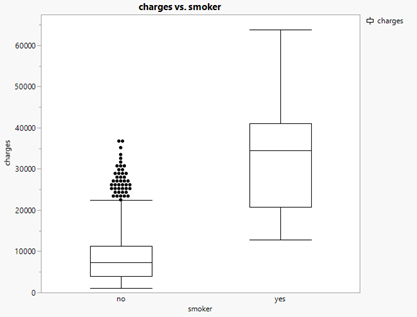 charges vs. smoker
charges
60000
50000
40000
30000
20000
10000
0
charges
no
yes
smoker